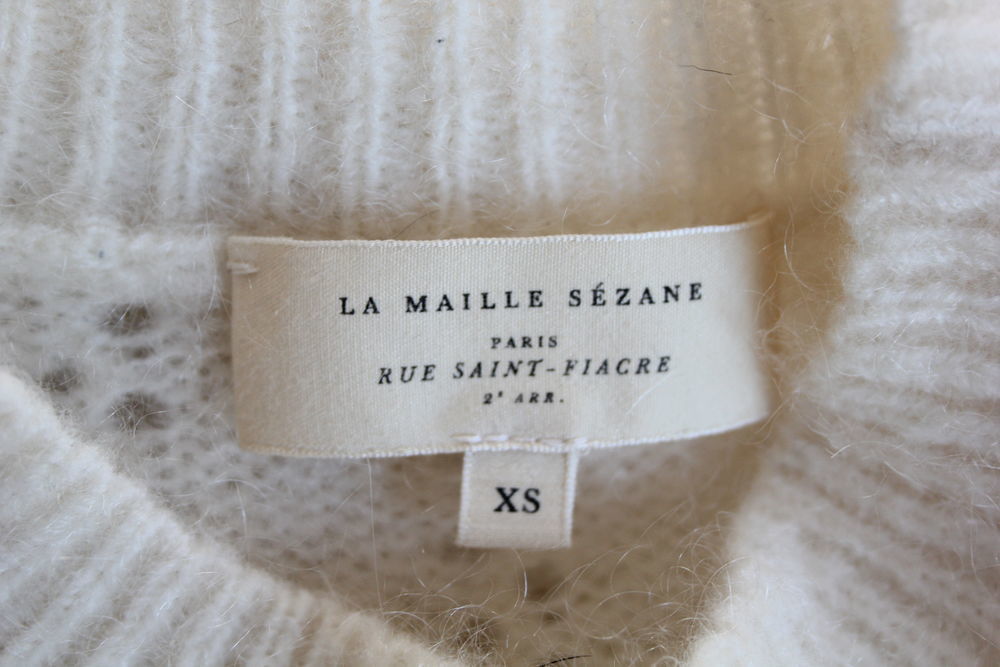 LA MAILLE SÉZANE
PARIS
RUE SAINT-FIACRE
2e ARR.
XS